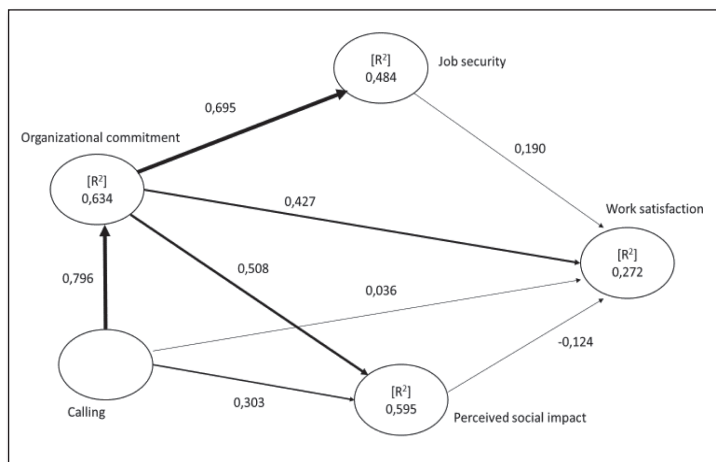 [R²]
0,484
Job security
0,695
Organizational commitment
0,190
[R²]
0,634
0,427
Work satisfaction
[R²]
0,272
0,508
0,796
0,036
-0,124
[R²]
0,595
Calling
0,303
Perceived social impact